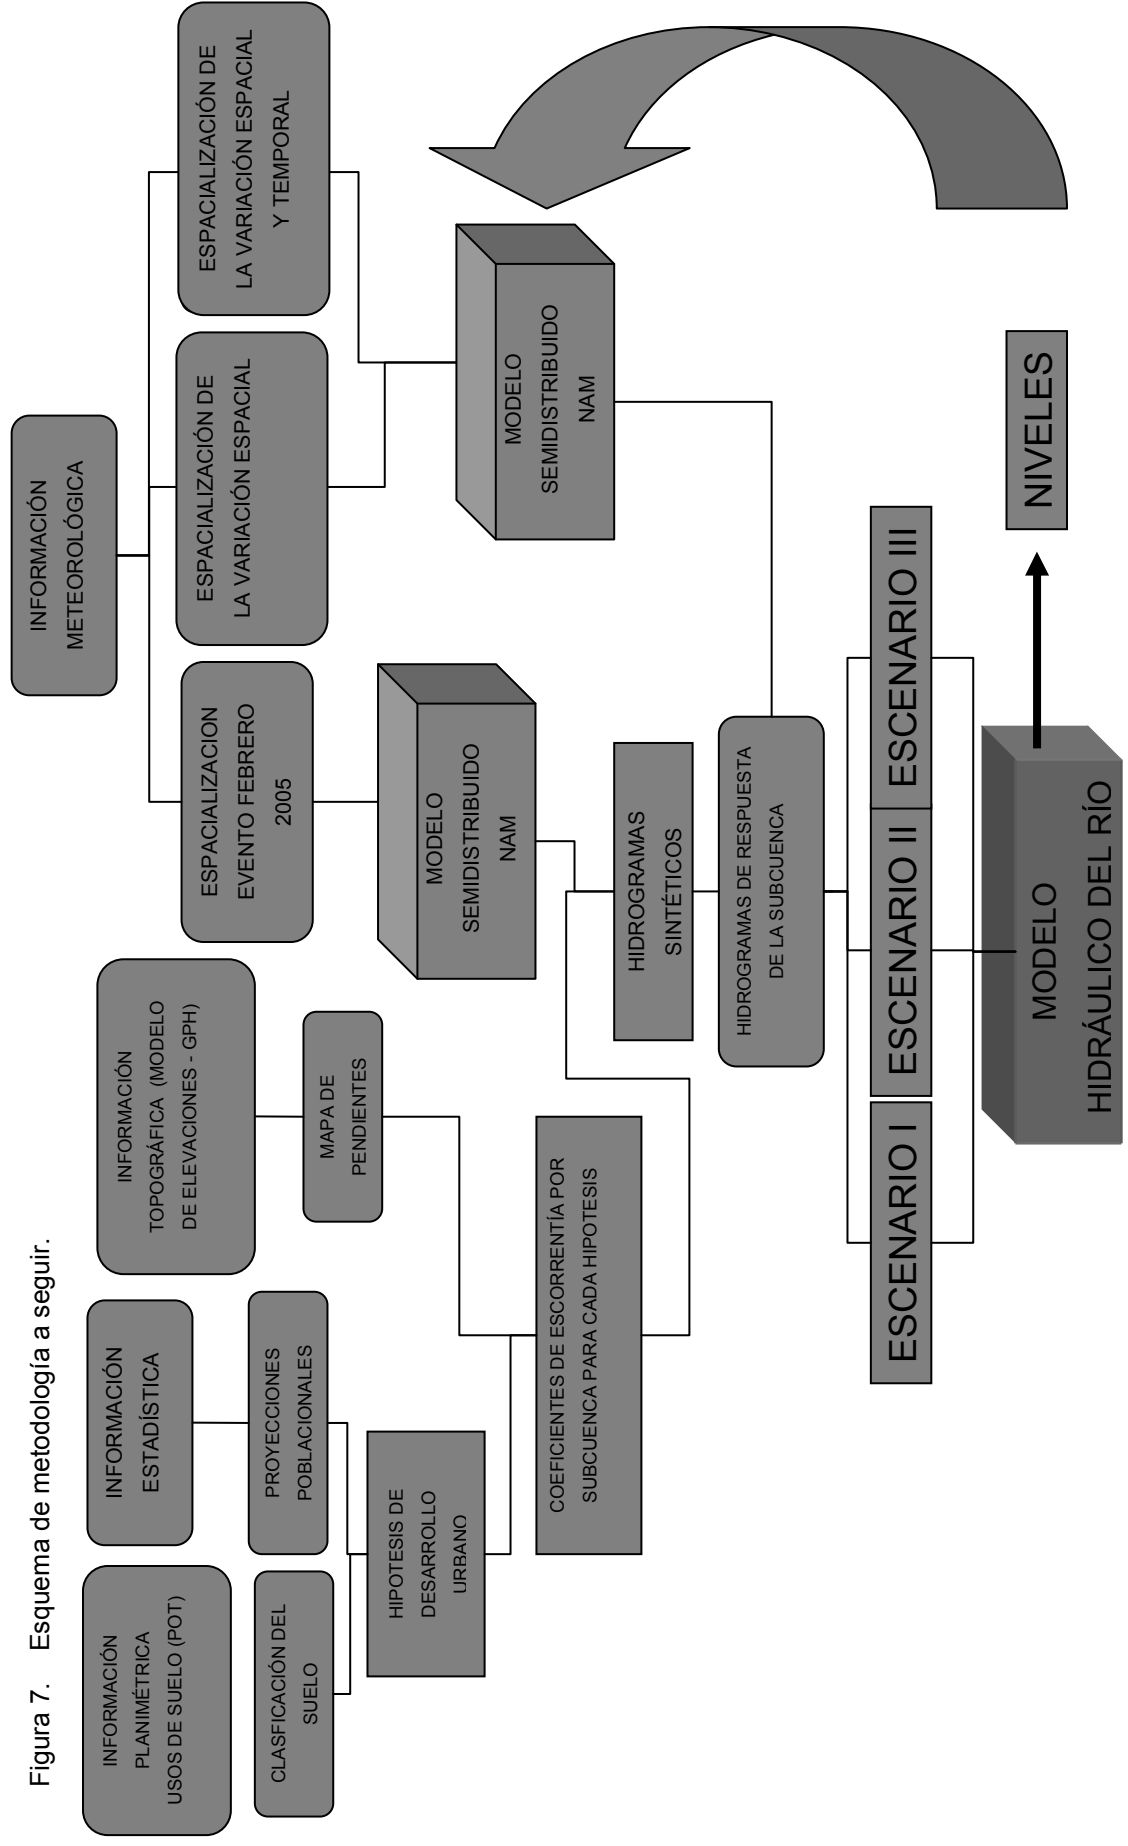 Figura 7. Esquema de metodología a seguir.
INFORMACIÓN
PLANIMÉTRICA
USOS DE SUELO (POT)
INFORMACIÓN
ESTADÍSTICA
INFORMACIÓN
TOPOGRÁFICA (MODELO
DE ELEVACIONES - GPH)
INFORMACIÓN
METEOROLÓGICA
CLASFICACIÓN DEL
SUELO
PROYECCIONES
POBLACIONALES
MAPA DE
PENDIENTES
ESPACIALIZACION
EVENTO FEBRERO
2005
ESPACIALIZACIÓN DE
LA VARIACIÓN ESPACIAL
ESPACIALIZACIÓN DE
LA VARIACIÓN ESPACIAL
Y TEMPORAL
HIPOTESIS DE
DESARROLLO
URBANO
MODELO
SEMIDISTRIBUIDO
NAM
MODELO
SEMIDISTRIBUIDO
NAM
COEFICIENTES DE ESCORRENTÍA POR
SUBCUENCA PARA CADA HIPOTESIS
HIDROGRAMAS
SINTÉTICOS
HIDROGRAMAS DE RESPUESTA
DE LA SUBCUENCA
ESCENARIO I
ESCENARIO II
ESCENARIO III
MODELO
HIDRÁULICO DEL RÍO
NIVELES